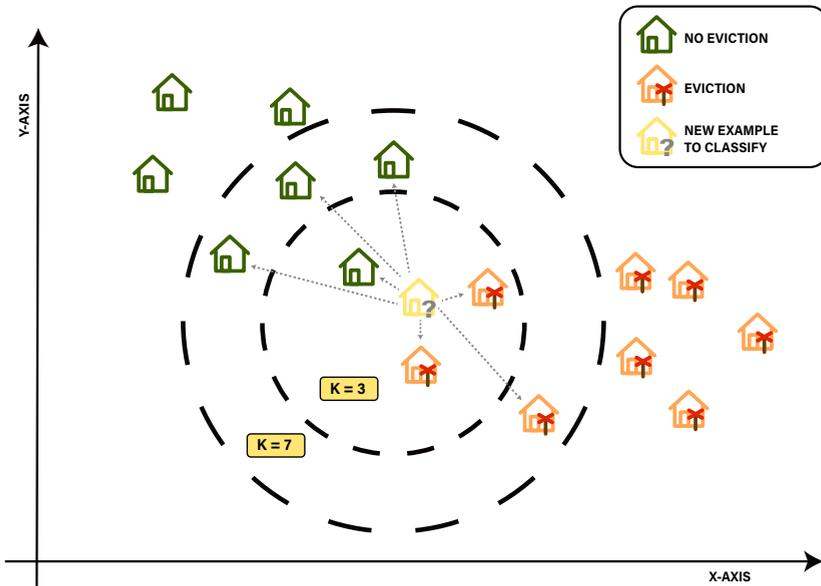 NO EVICTION
EVICTION
NEW EXAMPLE
TO CLASSIFY
?
Y-AXIS
?
K = 3
K = 7
X-AXIS